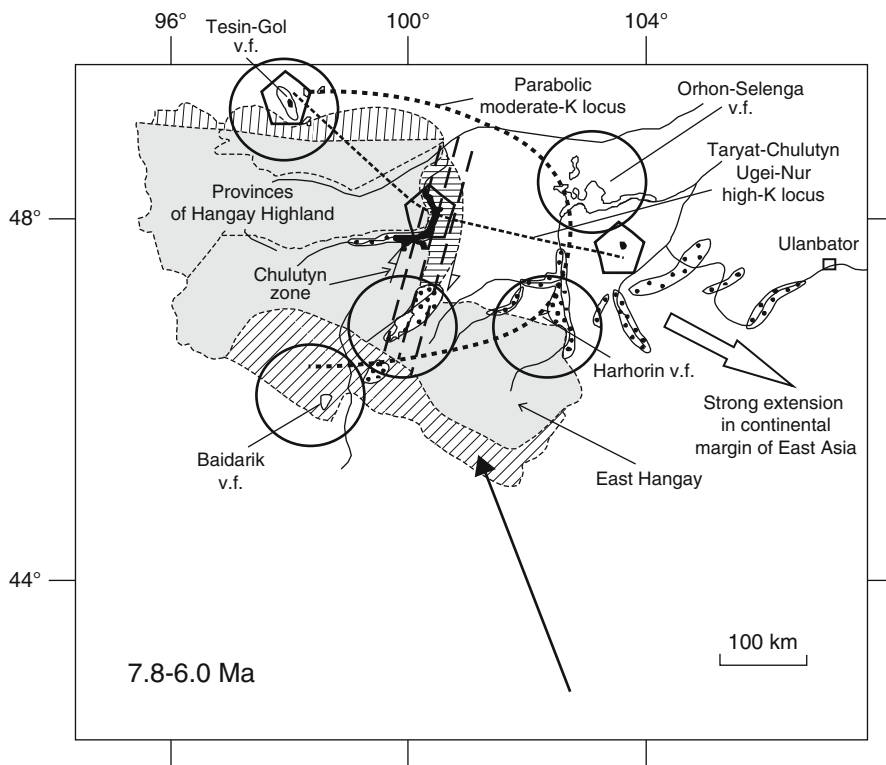 96°
100°
104°
Tesin-Gol
v.f.
Parabolic
moderate-K locus
Orhon-Selenga
v.f.
Taryat-Chulutyn
Ugei-Nur
high-K locus
Provinces
of Hangay Highland
48°
Ulanbator
Chulutyn
zone
Harhorin v.f.
Strong extension
in continental
margin of East Asia
Baidarik
v.f.
East Hangay
44°
100 km
7.8-6.0 Ma